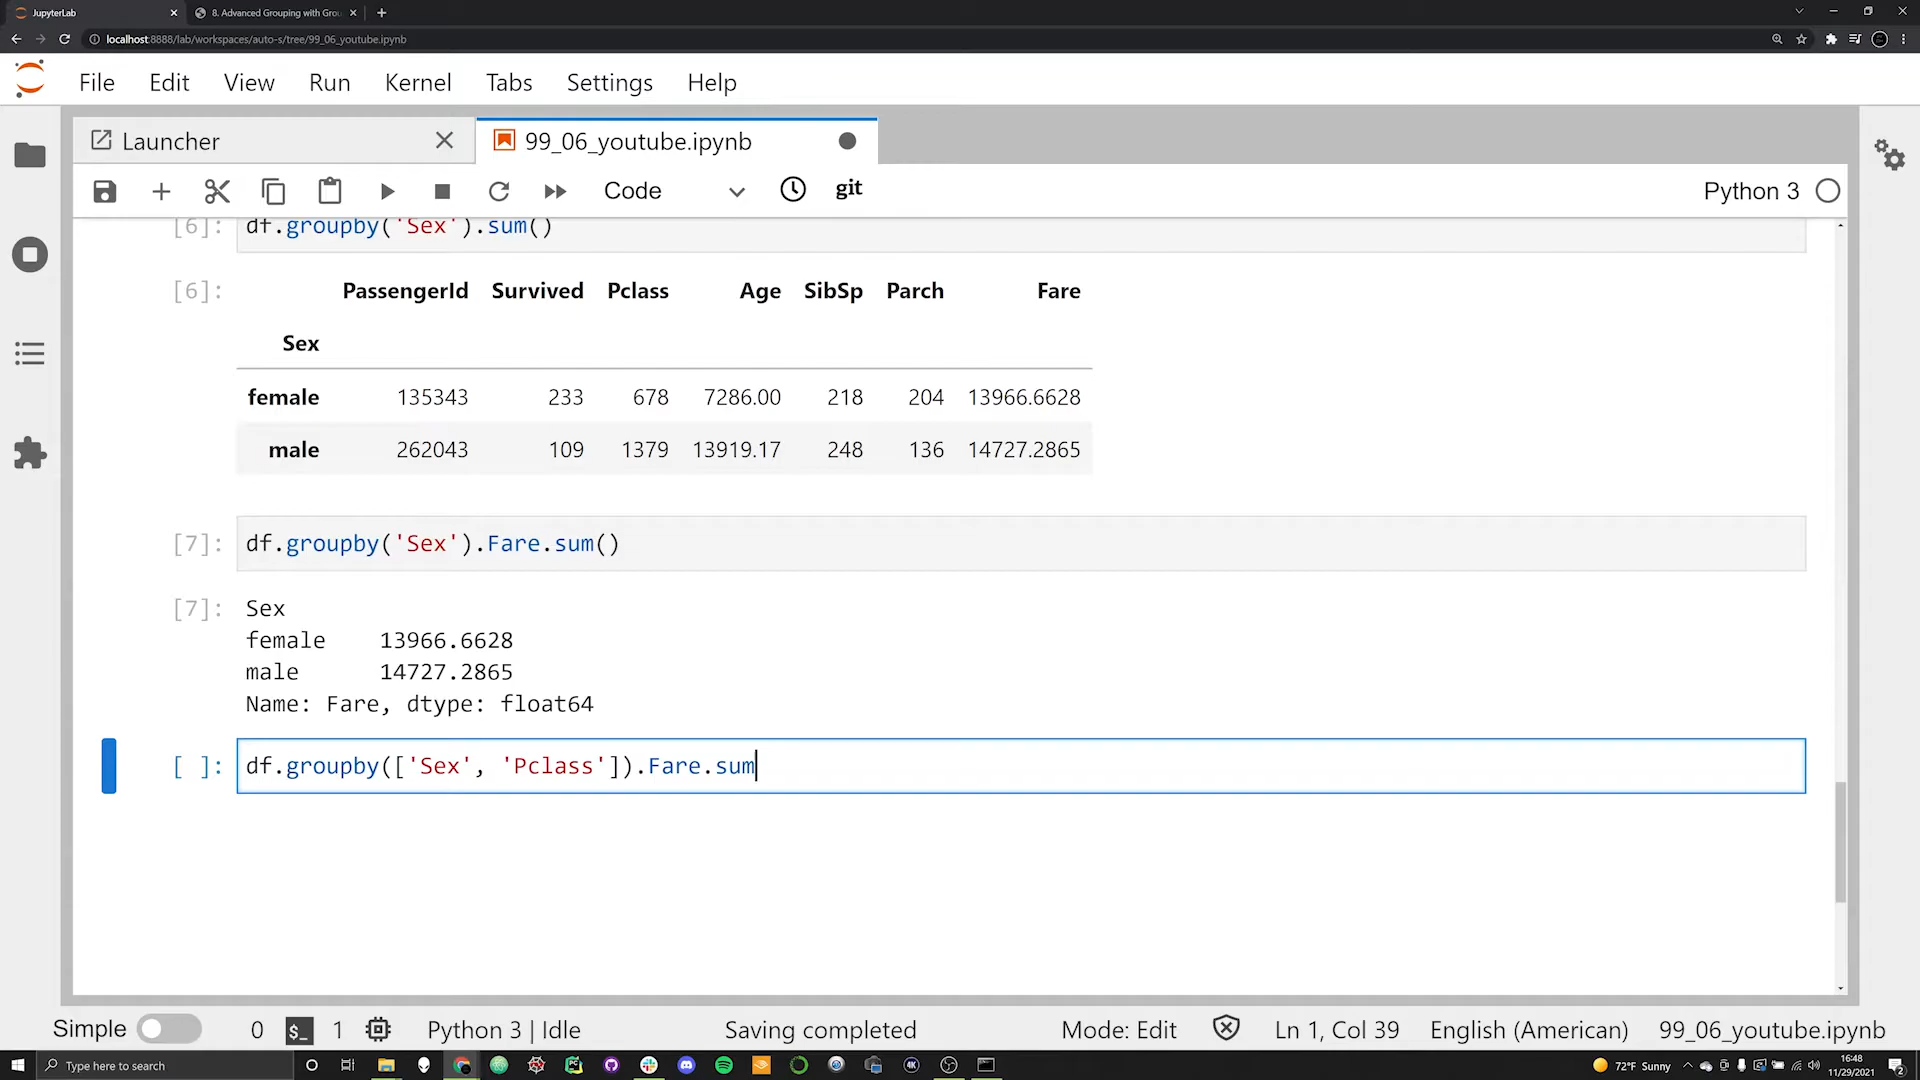 JupyterLab
8. Advanced Grouping with Grou
localhost:8888/lab/workspaces/auto-s/tree/99_06_youtube.ipynb
File Edit View Run Kernel Tabs Settings Help
Launcher
99_06_youtube.ipynb
Code
git
Python 3
[6]: df.groupby('Sex').sum()
[6]: PassengerId Survived Pclass Age SibSp Parch Fare
Sex
female 135343 233 678 7286.00 218 204 13966.6628
male 262043 109 1379 13919.17 248 136 14727.2865
[7]: df.groupby('Sex').Fare.sum()
[7]: Sex
female 13966.6628
male 14727.2865
Name: Fare, dtype: float64
[ ]: df.groupby(['Sex', 'Pclass']).Fare.sum
Simple 0 $_ 1 Python 3 | Idle Saving completed Mode: Edit Ln 1, Col 39 English (American) 99_06_youtube.ipynb
Type here to search
72°F Sunny
16:48
11/29/2021